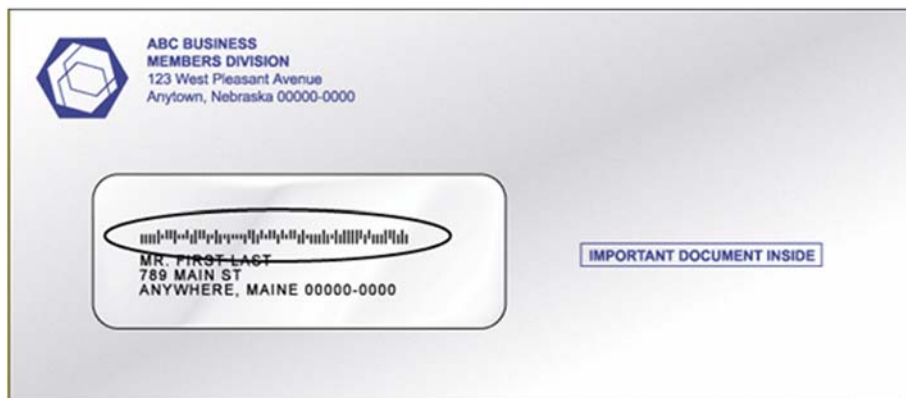 ABC BUSINESS
MEMBERS DIVISION
123 West Pleasant Avenue
Anytown, Nebraska 00000-0000
MR. FIRST LAST
789 MAIN ST
ANYWHERE, MAINE 00000-0000
IMPORTANT DOCUMENT INSIDE